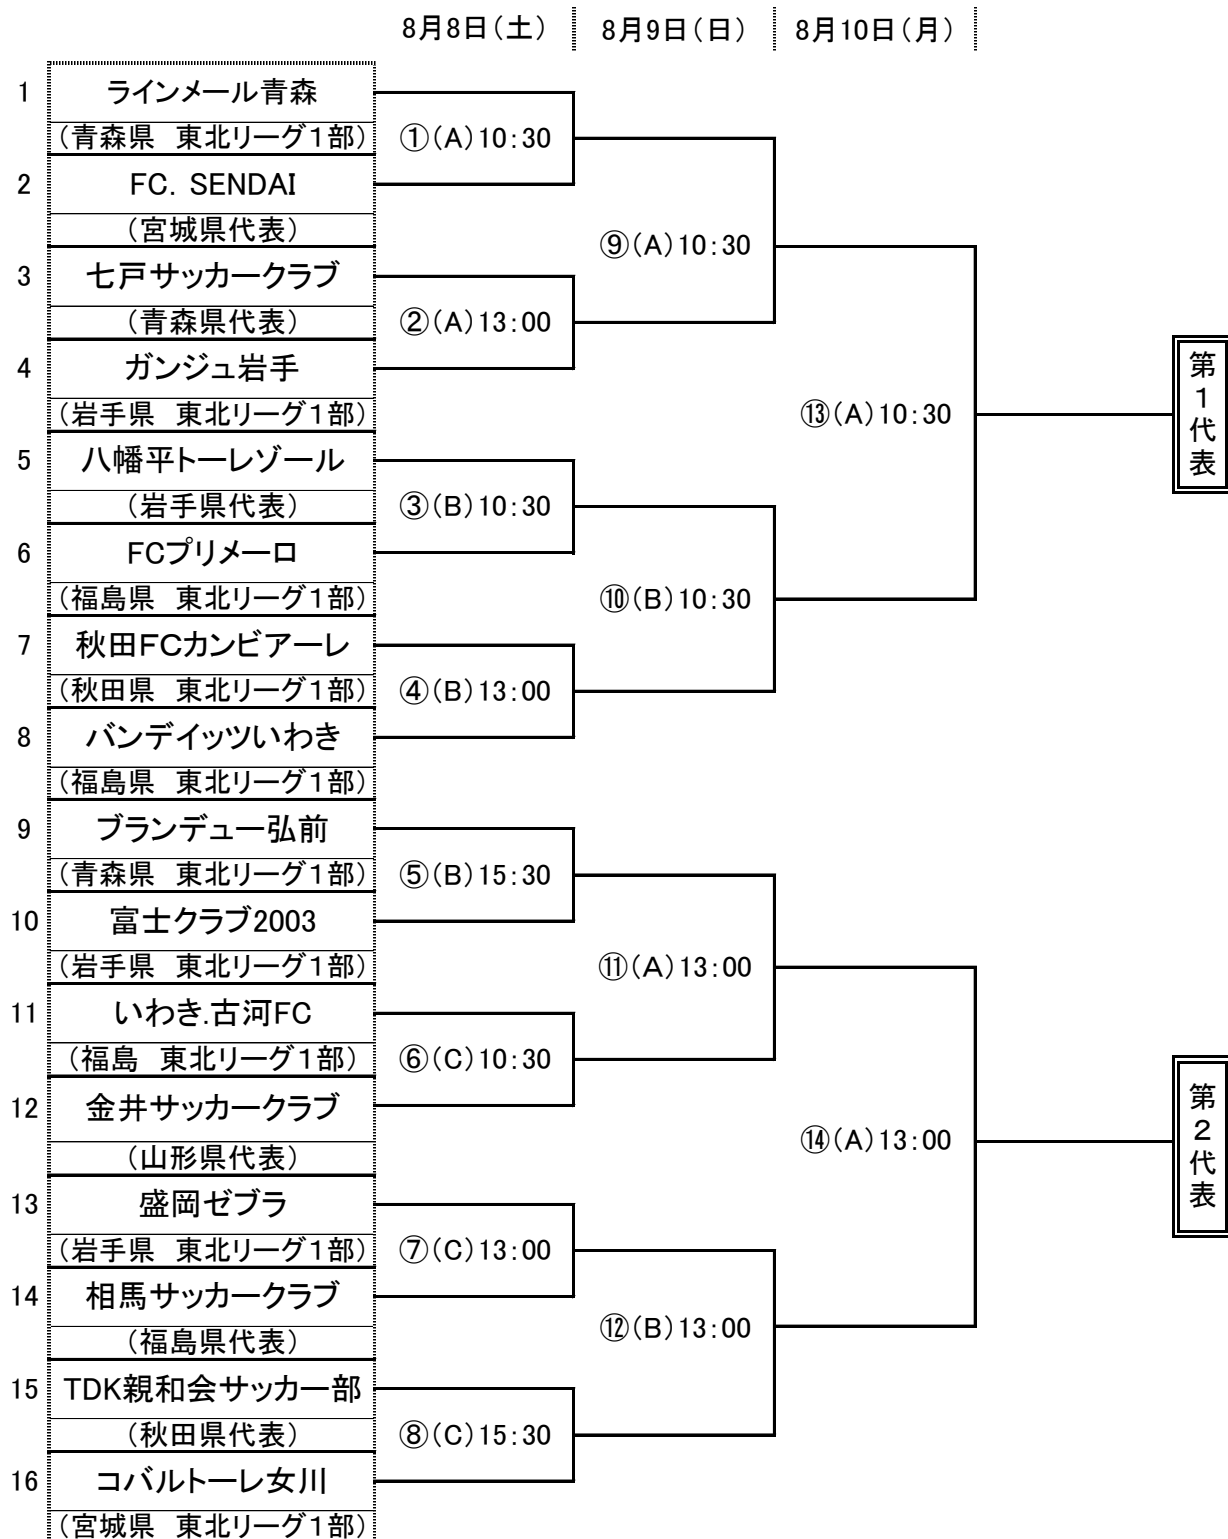 8月8日（土） 8月9日（日） 8月10日（月）
1 ラインメール青森
（青森県　東北リーグ1部） ①（A）10：30
2 FC．SENDAI
（宮城県代表） ⑨（A）10：30
3 七戸サッカークラブ
（青森県代表） ②（A）13：00
4 ガンジュ岩手
（岩手県　東北リーグ1部） ⑬（A）10：30 第1代表
5 八幡平トーレゾール
（岩手県代表） ③（B）10：30
6 FCプリメーロ
（福島県　東北リーグ1部） ⑩（B）10：30
7 秋田FCカンビアーレ
（秋田県　東北リーグ1部） ④（B）13：00
8 バンデイッツいわき
（福島県　東北リーグ1部）
9 ブランデュー弘前
（青森県　東北リーグ1部） ⑤（B）15：30
10 富士クラブ2003
（岩手県　東北リーグ1部） ⑪（A）13：00
11 いわき.古河FC
（福島　東北リーグ1部） ⑥（C）10：30
12 金井サッカークラブ
（山形県代表） ⑭（A）13：00 第2代表
13 盛岡ゼブラ
（岩手県　東北リーグ1部） ⑦（C）13：00
14 相馬サッカークラブ
（福島県代表） ⑫（B）13：00
15 TDK親和会サッカー部
（秋田県代表） ⑧（C）15：30
16 コバルトーレ女川
（宮城県　東北リーグ1部）